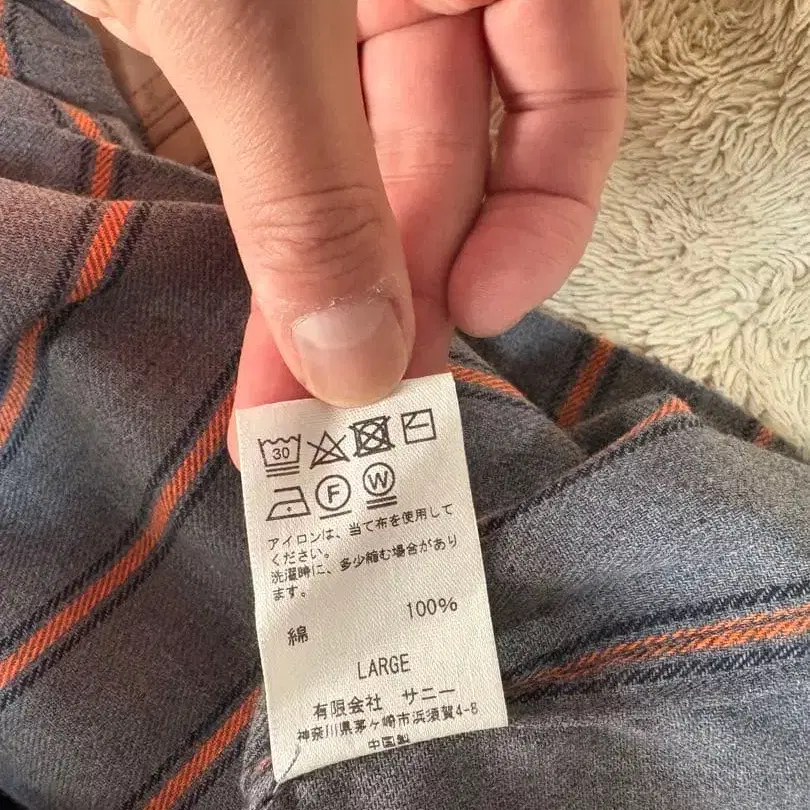 30
F W
アイロンは、当て布を使用して
ください。
洗濯時に、多少縮む場合があり
ます。
綿 100%
LARGE
有限会社 サニー
神奈川県茅ヶ崎市浜須賀4-8
中国製